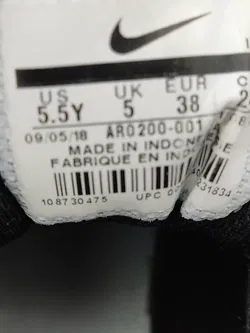 US UK EUR
5.5Y 5 38
09/05/18 AR0200-001
MADE IN INDONE
FABRIQUE EN IND
UPC 00
108730475